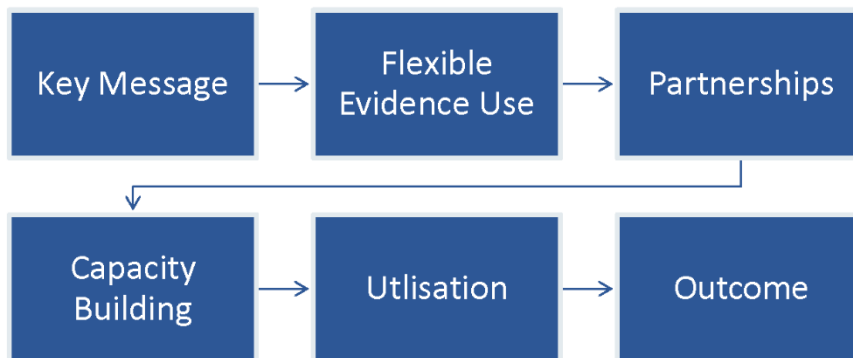 Key Message
Flexible
Evidence Use
Partnerships
Capacity
Building
Utlisation
Outcome